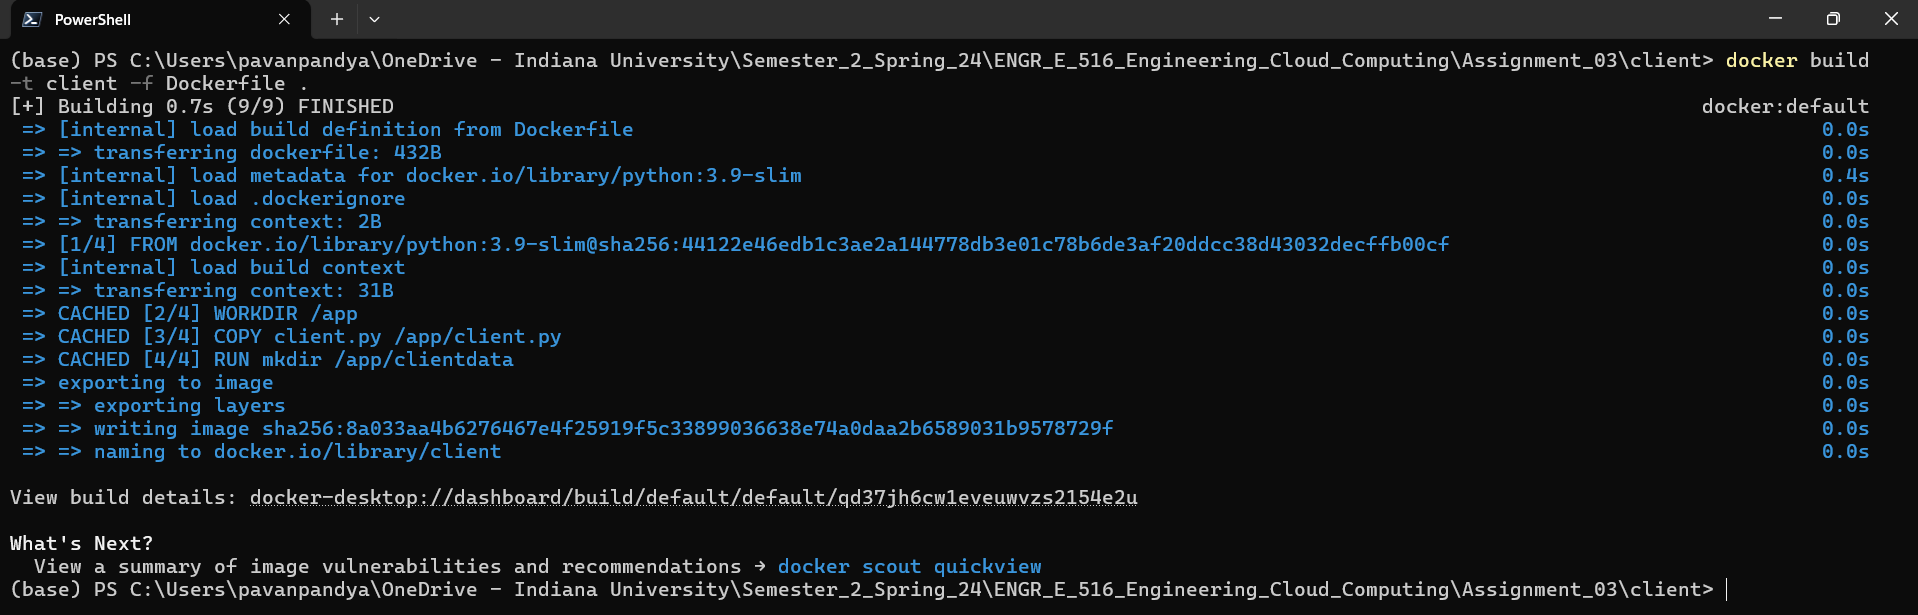 PowerShell
(base) PS C:\Users\pavanpandya\OneDrive - Indiana University\Semester_2_Spring_24\ENGR_E_516_Engineering_Cloud_Computing\Assignment_03\client> docker build
-t client -f Dockerfile .
[+] Building 0.7s (9/9) FINISHED docker:default
=> [internal] load build definition from Dockerfile 0.0s
=> => transferring dockerfile: 432B 0.0s
=> [internal] load metadata for docker.io/library/python:3.9-slim 0.4s
=> [internal] load .dockerignore 0.0s
=> => transferring context: 2B 0.0s
=> [1/4] FROM docker.io/library/python:3.9-slim@sha256:44122e46edb1c3ae2a144778db3e01c78b6de3af20ddcc38d43032decffb00cf 0.0s
=> [internal] load build context 0.0s
=> => transferring context: 31B 0.0s
=> CACHED [2/4] WORKDIR /app 0.0s
=> CACHED [3/4] COPY client.py /app/client.py 0.0s
=> CACHED [4/4] RUN mkdir /app/clientdata 0.0s
=> exporting to image 0.0s
=> => exporting layers 0.0s
=> => writing image sha256:8a033aa4b6276467e4f25919f5c33899036638e74a0daa2b6589031b9578729f 0.0s
=> => naming to docker.io/library/client 0.0s
View build details: docker-desktop://dashboard/build/default/default/qd37jh6cw1eveuwvzs2154e2u
What's Next?
View a summary of image vulnerabilities and recommendations → docker scout quickview
(base) PS C:\Users\pavanpandya\OneDrive - Indiana University\Semester_2_Spring_24\ENGR_E_516_Engineering_Cloud_Computing\Assignment_03\client>